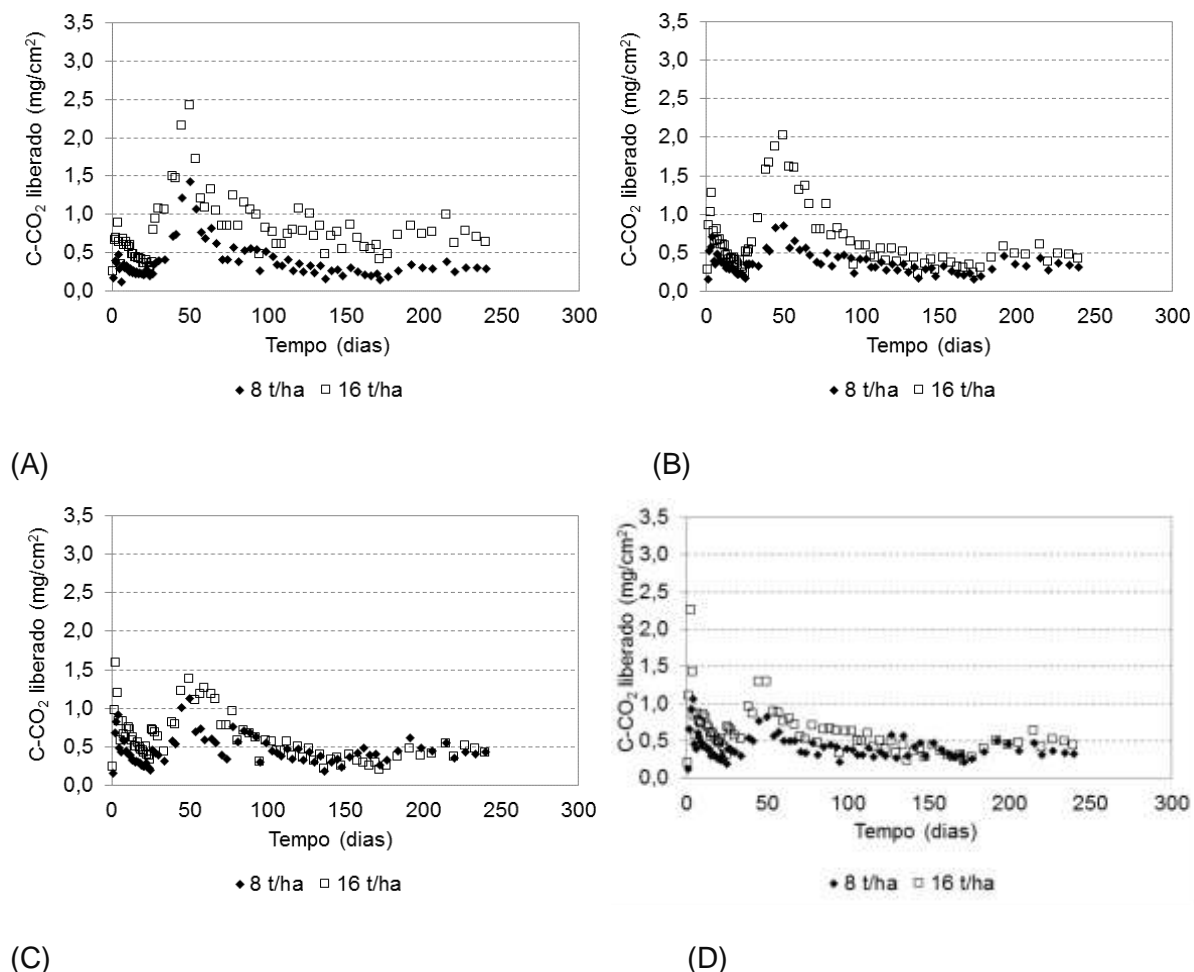 C-CO₂ liberado (mg/cm²)
3,5
3,0
2,5
2,0
1,5
1,0
0,5
0,0
0 50 100 150 200 250 300
Tempo (dias)
8 t/ha 16 t/ha
(A)
C-CO₂ liberado (mg/cm²)
3,5
3,0
2,5
2,0
1,5
1,0
0,5
0,0
0 50 100 150 200 250 300
Tempo (dias)
8 t/ha 16 t/ha
(B)
C-CO₂ liberado (mg/cm²)
3,5
3,0
2,5
2,0
1,5
1,0
0,5
0,0
0 50 100 150 200 250 300
Tempo (dias)
8 t/ha 16 t/ha
(C)
C-CO₂ liberado (mg/cm²)
3,5
3,0
2,5
2,0
1,5
1,0
0,5
0,0
0 50 100 150 200 250 300
Tempo (dias)
8 t/ha 16 t/ha
(D)